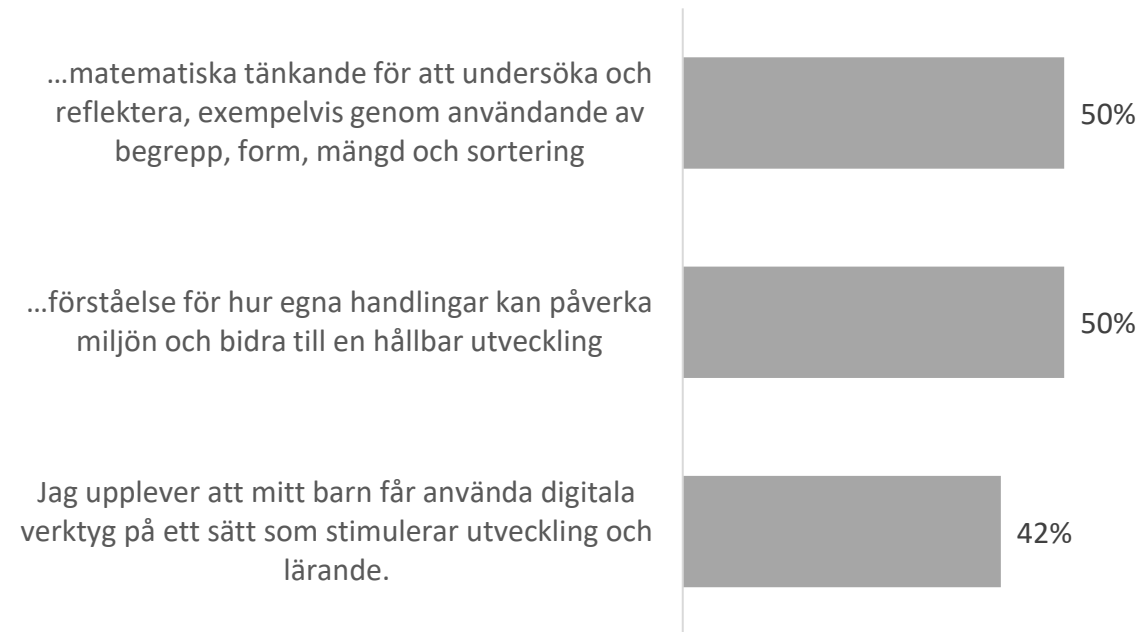 ...matematiska tänkande för att undersöka och
reflektera, exempelvis genom användande av
begrepp, form, mängd och sortering
50%
...förståelse för hur egna handlingar kan påverka
miljön och bidra till en hållbar utveckling
50%
Jag upplever att mitt barn får använda digitala
verktyg på ett sätt som stimulerar utveckling och
lärande.
42%